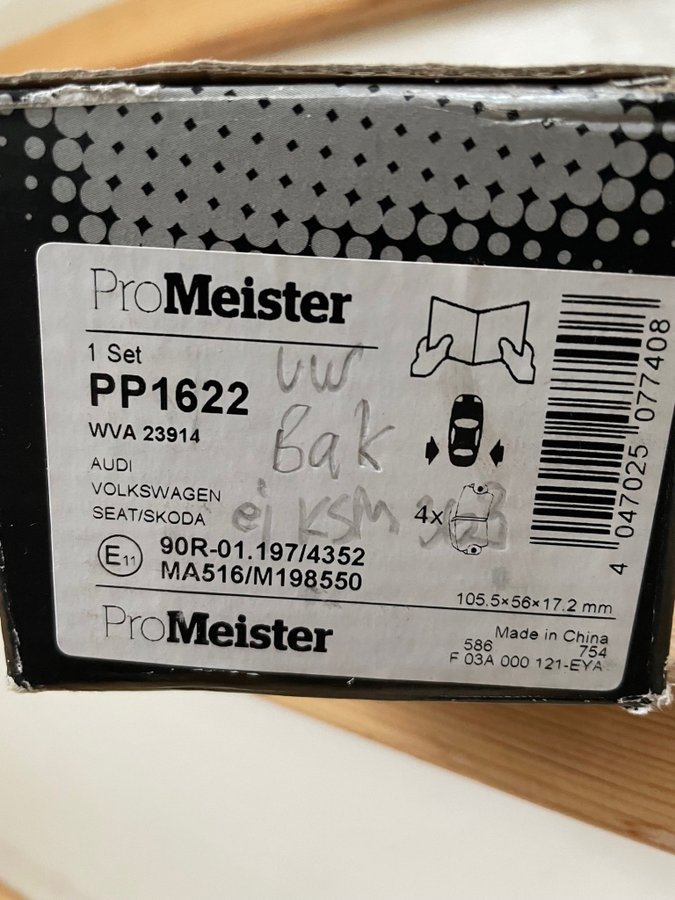 ProMeister
1 Set
PP1622
WVA 23914
VW
Bak
AUDI
VOLKSWAGEN
SEAT/SKODA
ei KSM
4x
E11
90R-01.197/4352
MA516/M198550
105.5×56×17.2 mm
ProMeister
Made in China
586 754
F 03A 000 121-EYA
4 047025 077408